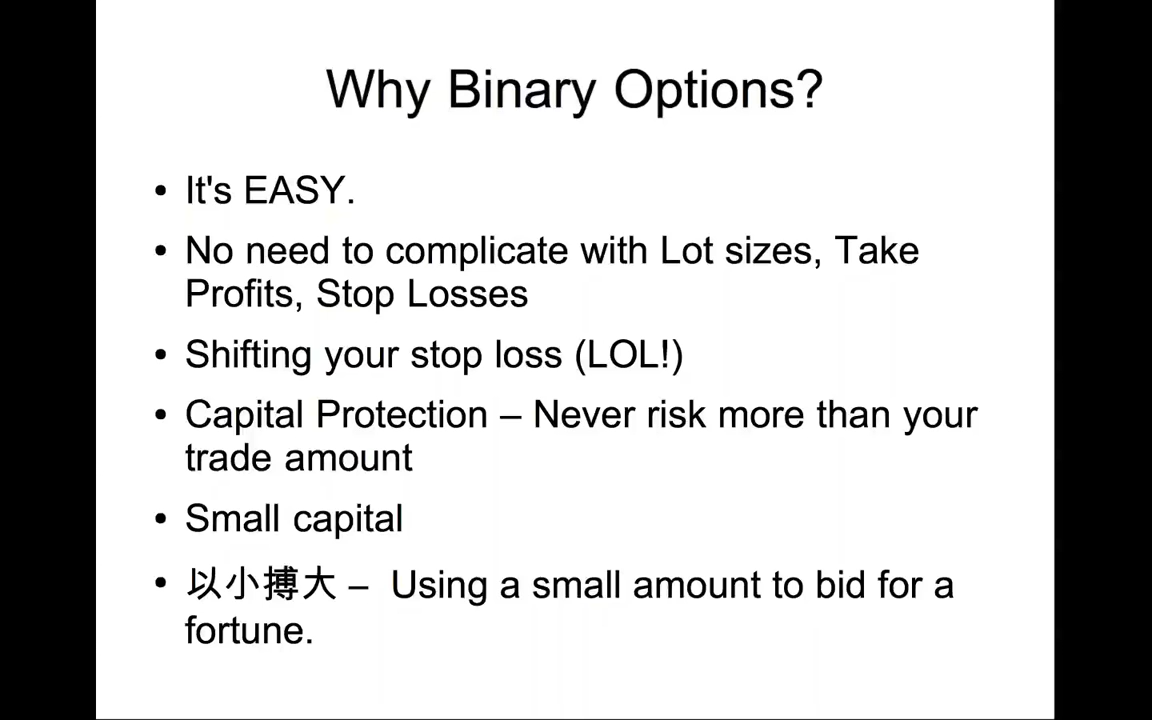 Why Binary Options?
• It's EASY.
• No need to complicate with Lot sizes, Take
Profits, Stop Losses
• Shifting your stop loss (LOL!)
• Capital Protection – Never risk more than your
trade amount
• Small capital
• 以小搏大 – Using a small amount to bid for a
fortune.